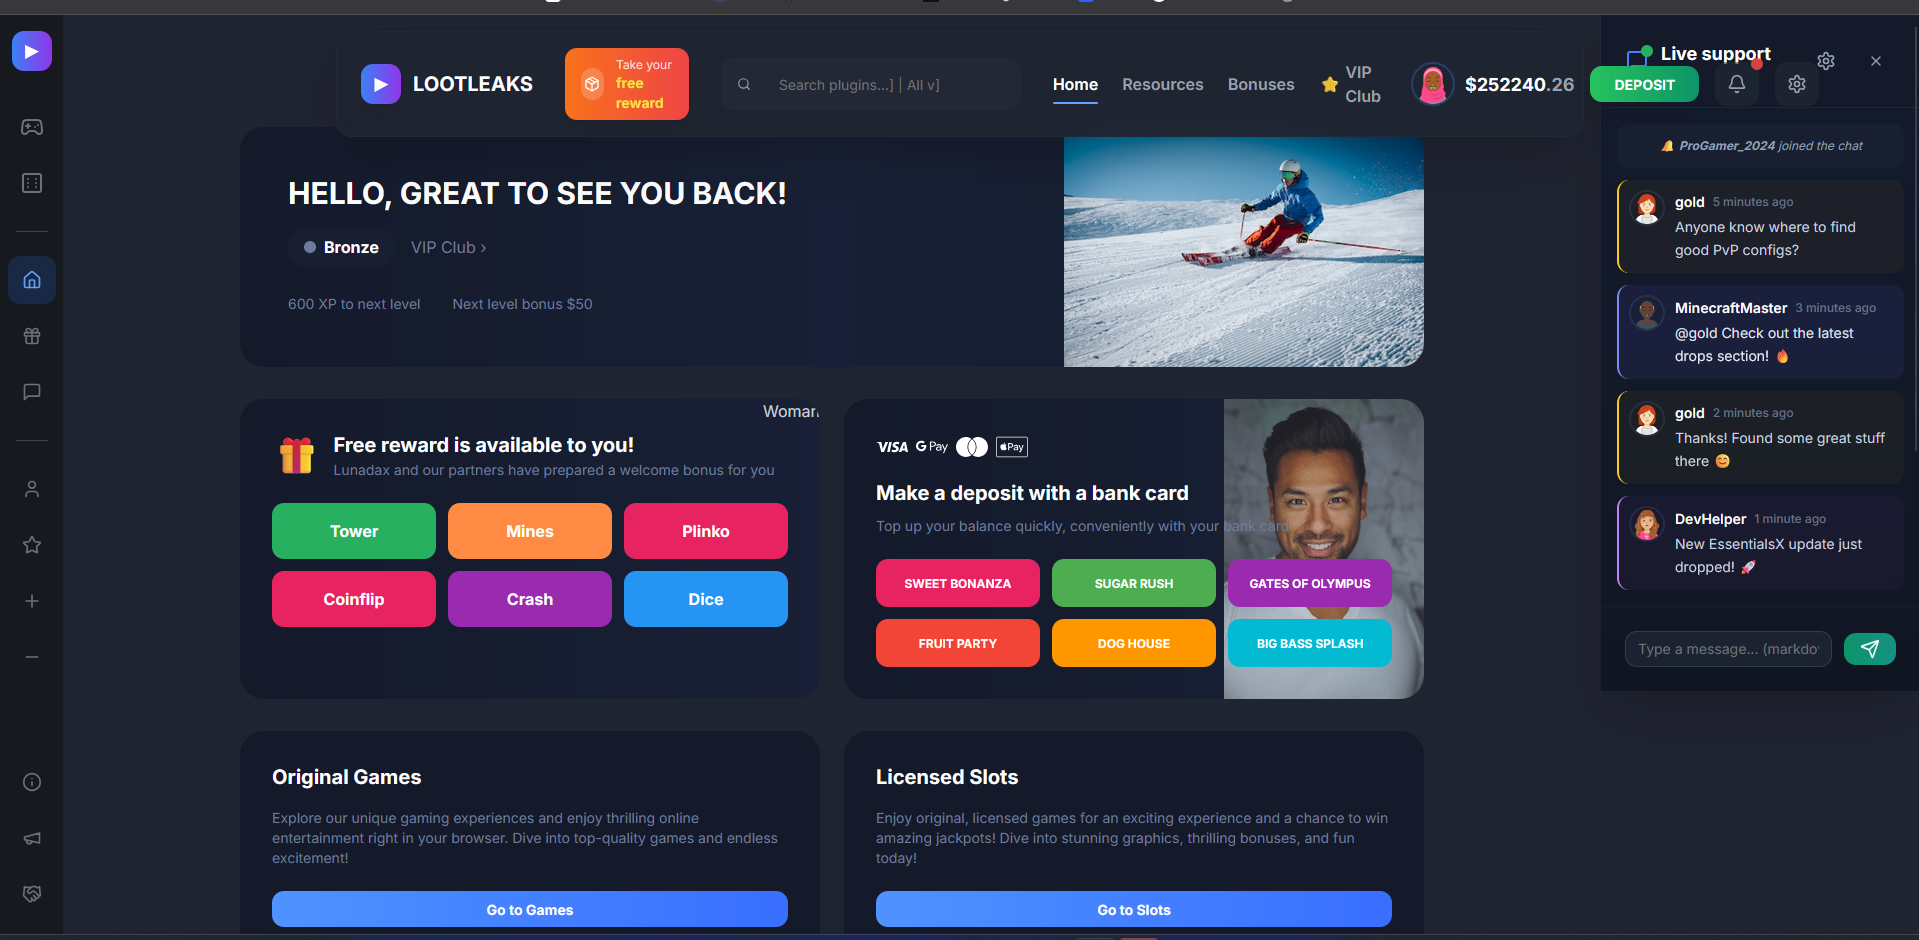 LOOTLEAKS
Take your
free
reward
Search plugins...] | All v]
Home
Resources
Bonuses
VIP
Club
$252240.26
DEPOSIT
HELLO, GREAT TO SEE YOU BACK!
Bronze
VIP Club ›
600 XP to next level
Next level bonus $50
Woman
Free reward is available to you!
Lunadax and our partners have prepared a welcome bonus for you
Tower
Mines
Plinko
Coinflip
Crash
Dice
VISA
G Pay
Pay
Make a deposit with a bank card
Top up your balance quickly, conveniently with your bank card
SWEET BONANZA
SUGAR RUSH
GATES OF OLYMPUS
FRUIT PARTY
DOG HOUSE
BIG BASS SPLASH
Original Games
Explore our unique gaming experiences and enjoy thrilling online
entertainment right in your browser. Dive into top-quality games and endless
excitement!
Go to Games
Licensed Slots
Enjoy original, licensed games for an exciting experience and a chance to win
amazing jackpots! Dive into stunning graphics, thrilling bonuses, and fun
today!
Go to Slots
Live support
ProGamer_2024 joined the chat
gold 5 minutes ago
Anyone know where to find
good PvP configs?
MinecraftMaster 3 minutes ago
@gold Check out the latest
drops section! 🔥
gold 2 minutes ago
Thanks! Found some great stuff
there 😊
DevHelper 1 minute ago
New EssentialsX update just
dropped! 🚀
Type a message... (markdo